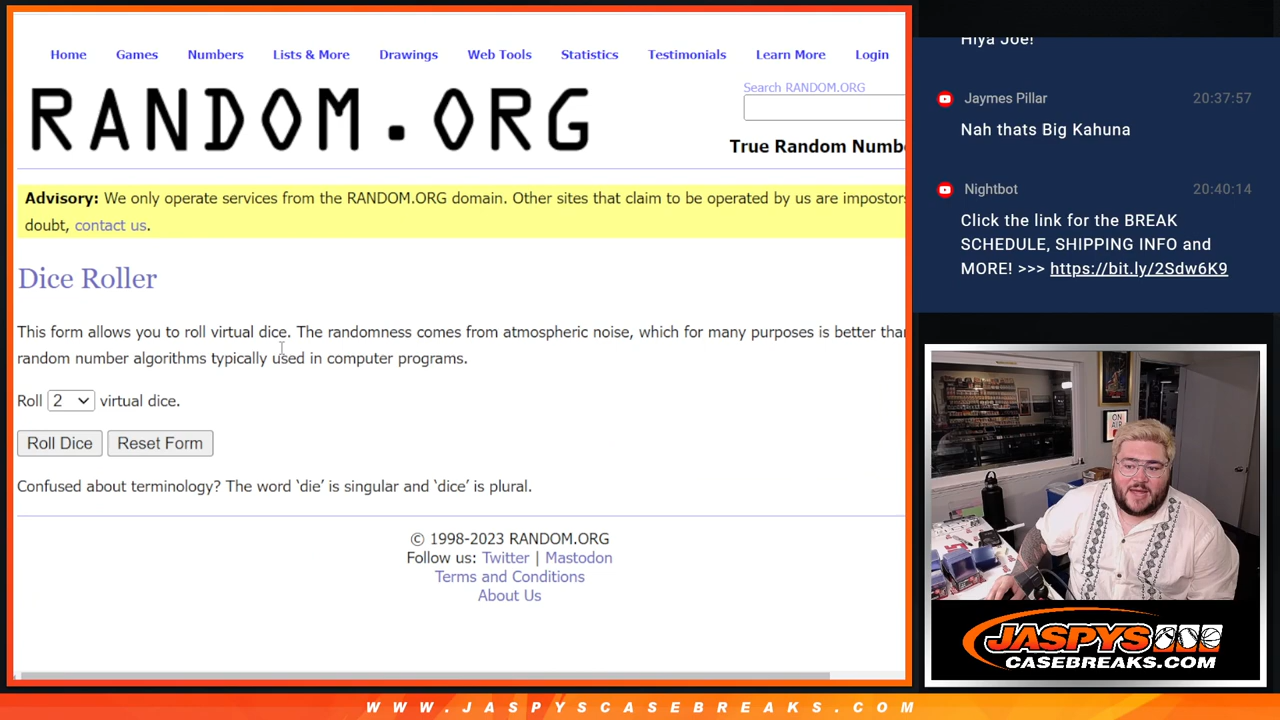 Home Games Numbers Lists & More Drawings Web Tools Statistics Testimonials Learn More Login
RANDOM.ORG
Search RANDOM.ORG
True Random
Advisory: We only operate services from the RANDOM.ORG domain. Other sites that claim to be operated by us are
doubt, contact us.
Dice Roller
This form allows you to roll virtual dice. The randomness comes from atmospheric noise, which for many purposes is better
random number algorithms typically used in computer programs.
Roll 2 virtual dice.
Roll Dice Reset Form
Confused about terminology? The word ‘die’ is singular and ‘dice’ is plural.
© 1998-2023 RANDOM.ORG
Follow us: Twitter | Mastodon
Terms and Conditions
About Us
Hiya Joe!
Jaymes Pillar 20:37:57
Nah thats Big Kahuna
Nightbot 20:40:14
Click the link for the BREAK
SCHEDULE, SHIPPING INFO and
MORE! >>> https://bit.ly/2Sdw6K9
ON
AIR
JASPYS
CASEBREAKS.COM
WWW.JASPYSCASEBREAKS.COM